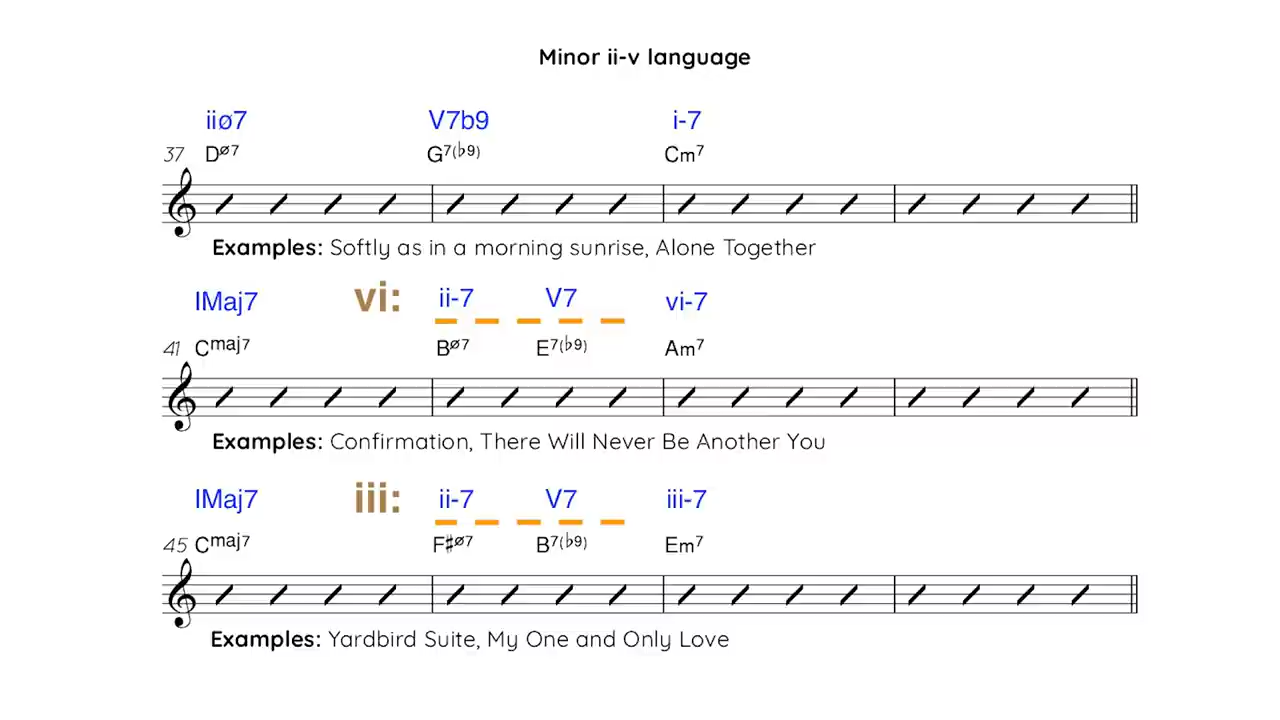 Minor ii-v language
iiø7 V7b9 i-7
37 Dø7 G7(♭9) Cm7
Examples: Softly as in a morning sunrise, Alone Together
IMaj7 vi: ii-7 V7 vi-7
41 Cmaj7 Bø7 E7(♭9) Am7
Examples: Confirmation, There Will Never Be Another You
IMaj7 iii: ii-7 V7 iii-7
45 Cmaj7 F♯ø7 B7(♭9) Em7
Examples: Yardbird Suite, My One and Only Love